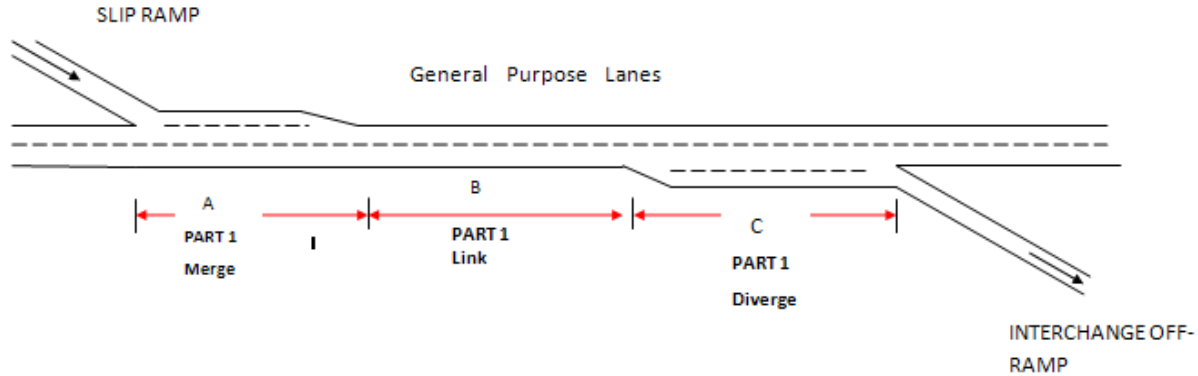 SLIP RAMP
General Purpose Lanes
A
PART 1
Merge
B
PART 1
Link
C
PART 1
Diverge
INTERCHANGE OFF-
RAMP